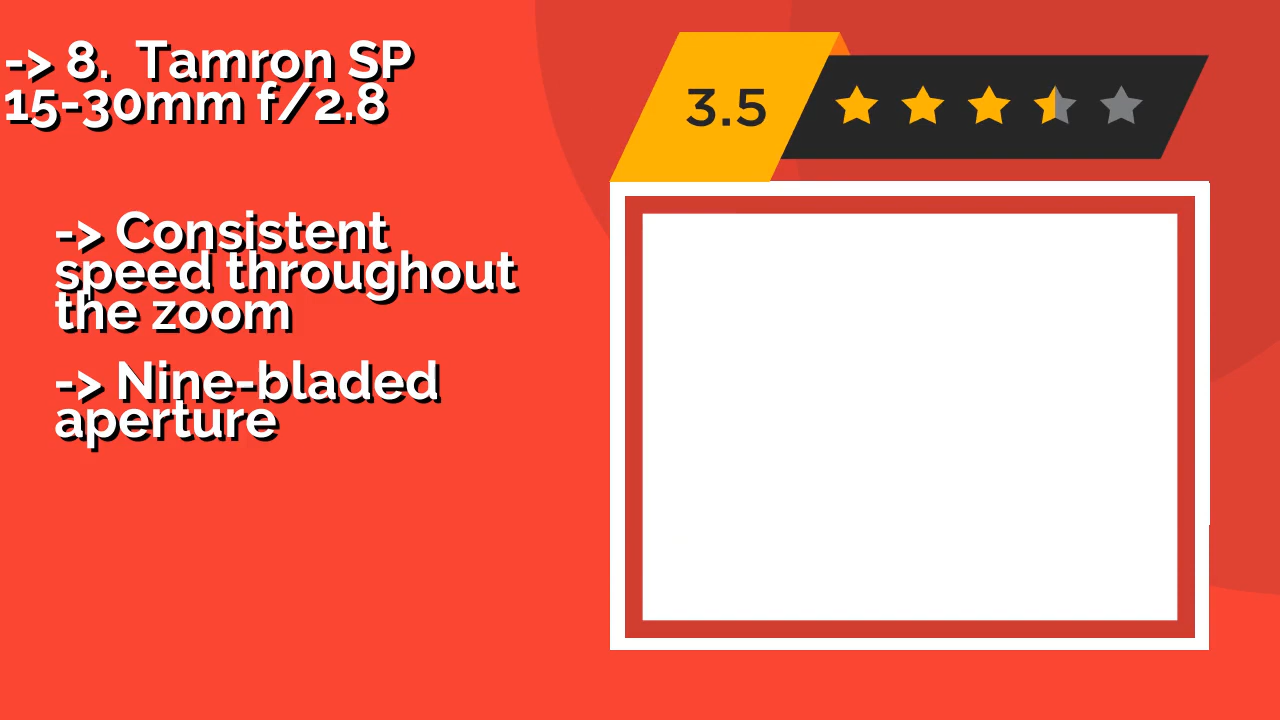 -> 8.  Tamron SP
15-30mm f/2.8
3.5
-> Consistent
speed throughout
the zoom
-> Nine-bladed
aperture